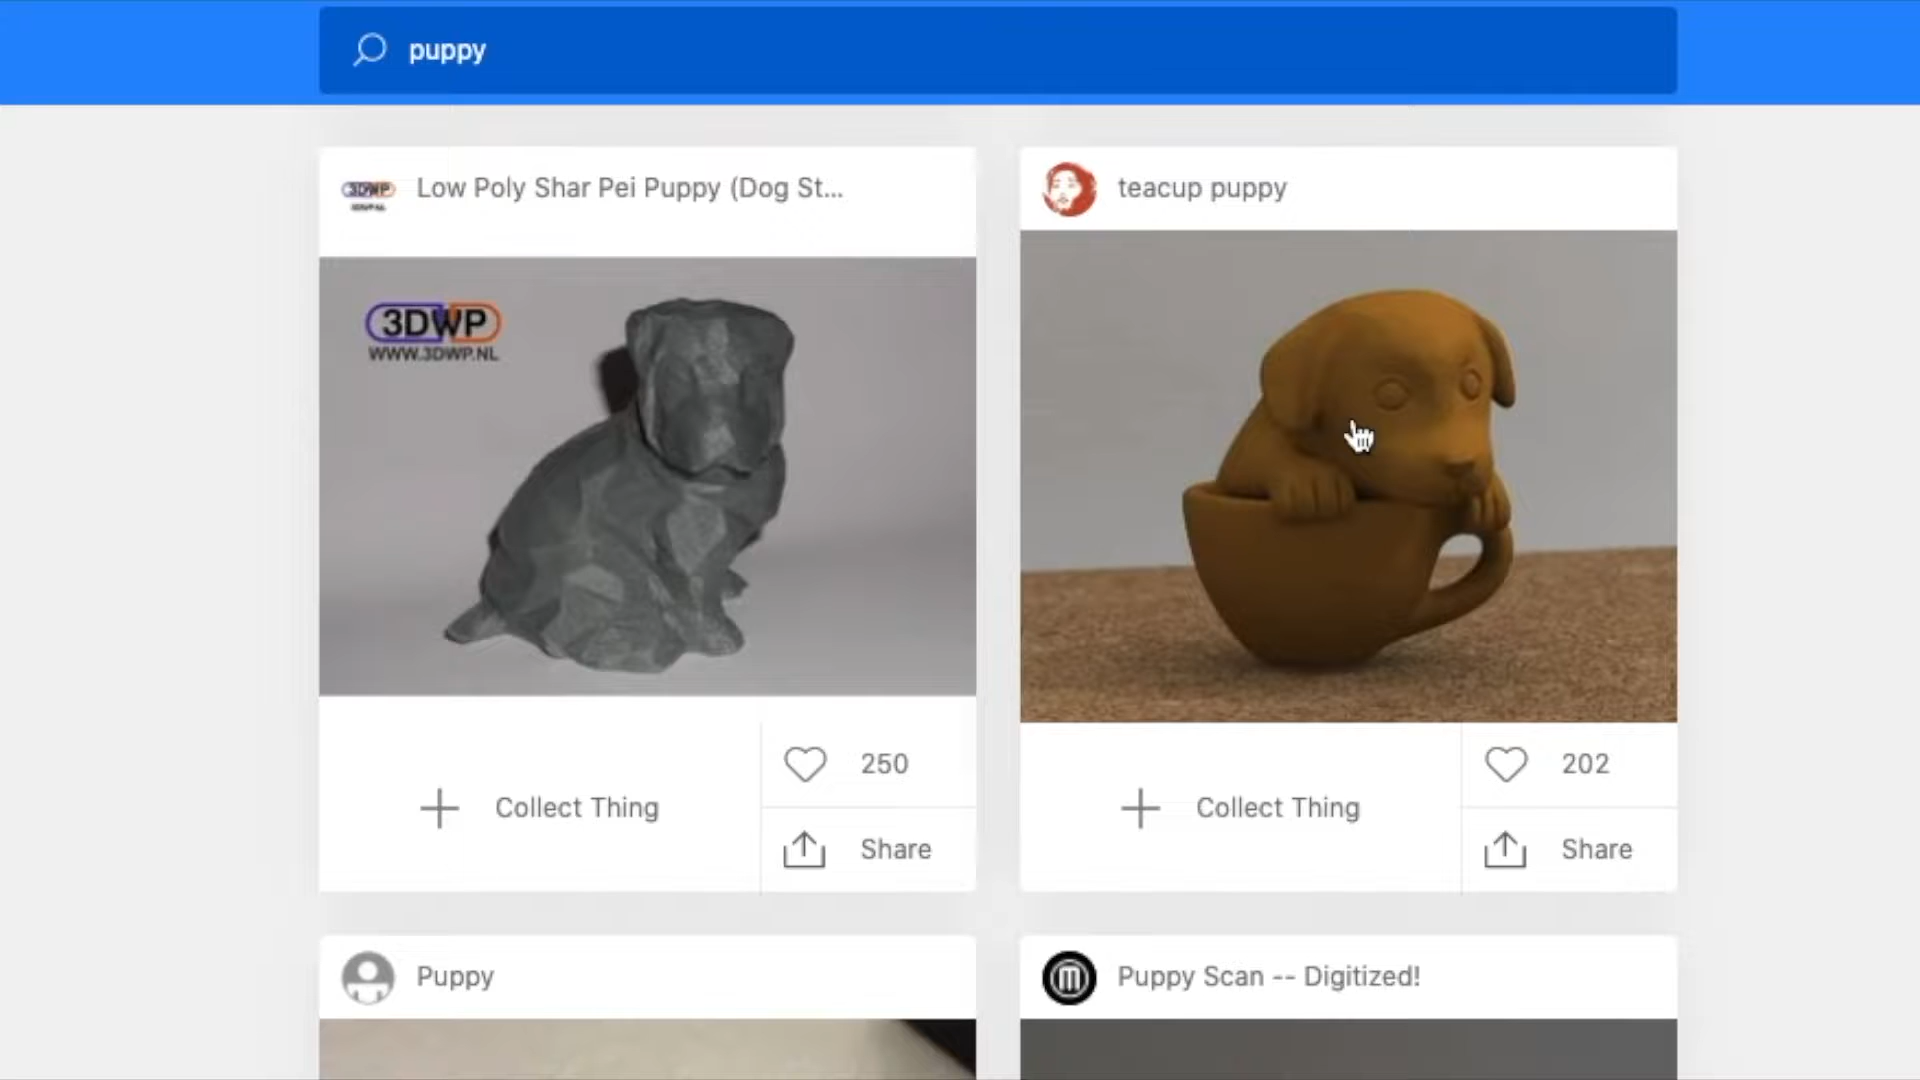 puppy
3DWP
Low Poly Shar Pei Puppy (Dog St...
teacup puppy
3DWP
WWW.3DWP.NL
250
Collect Thing
Share
202
Collect Thing
Share
Puppy
Puppy Scan -- Digitized!